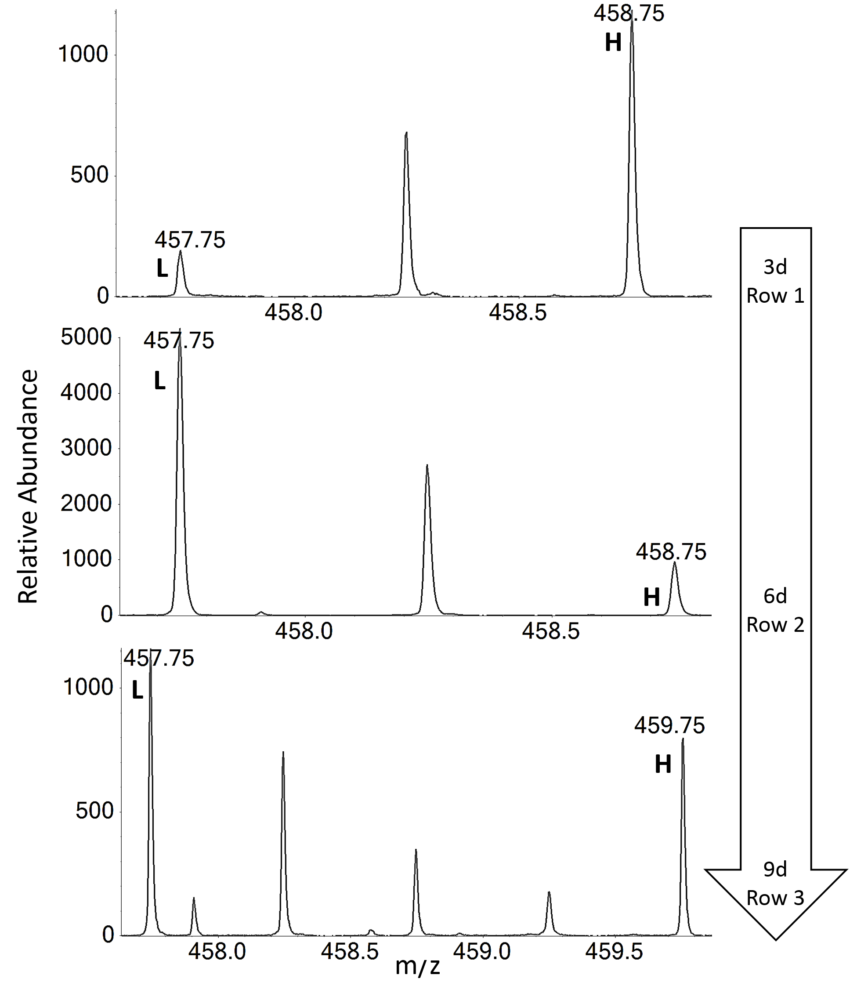 458.75
H
1000
500
457.75
L
0
458.0 458.5
3d
Row 1
5000
457.75
L
4000
3000
2000
1000
458.75
H
0
458.0 458.5
6d
Row 2
Relative Abundance
457.75
L
1000
459.75
H
500
0
458.0 458.5 459.0 459.5
m/z
9d
Row 3